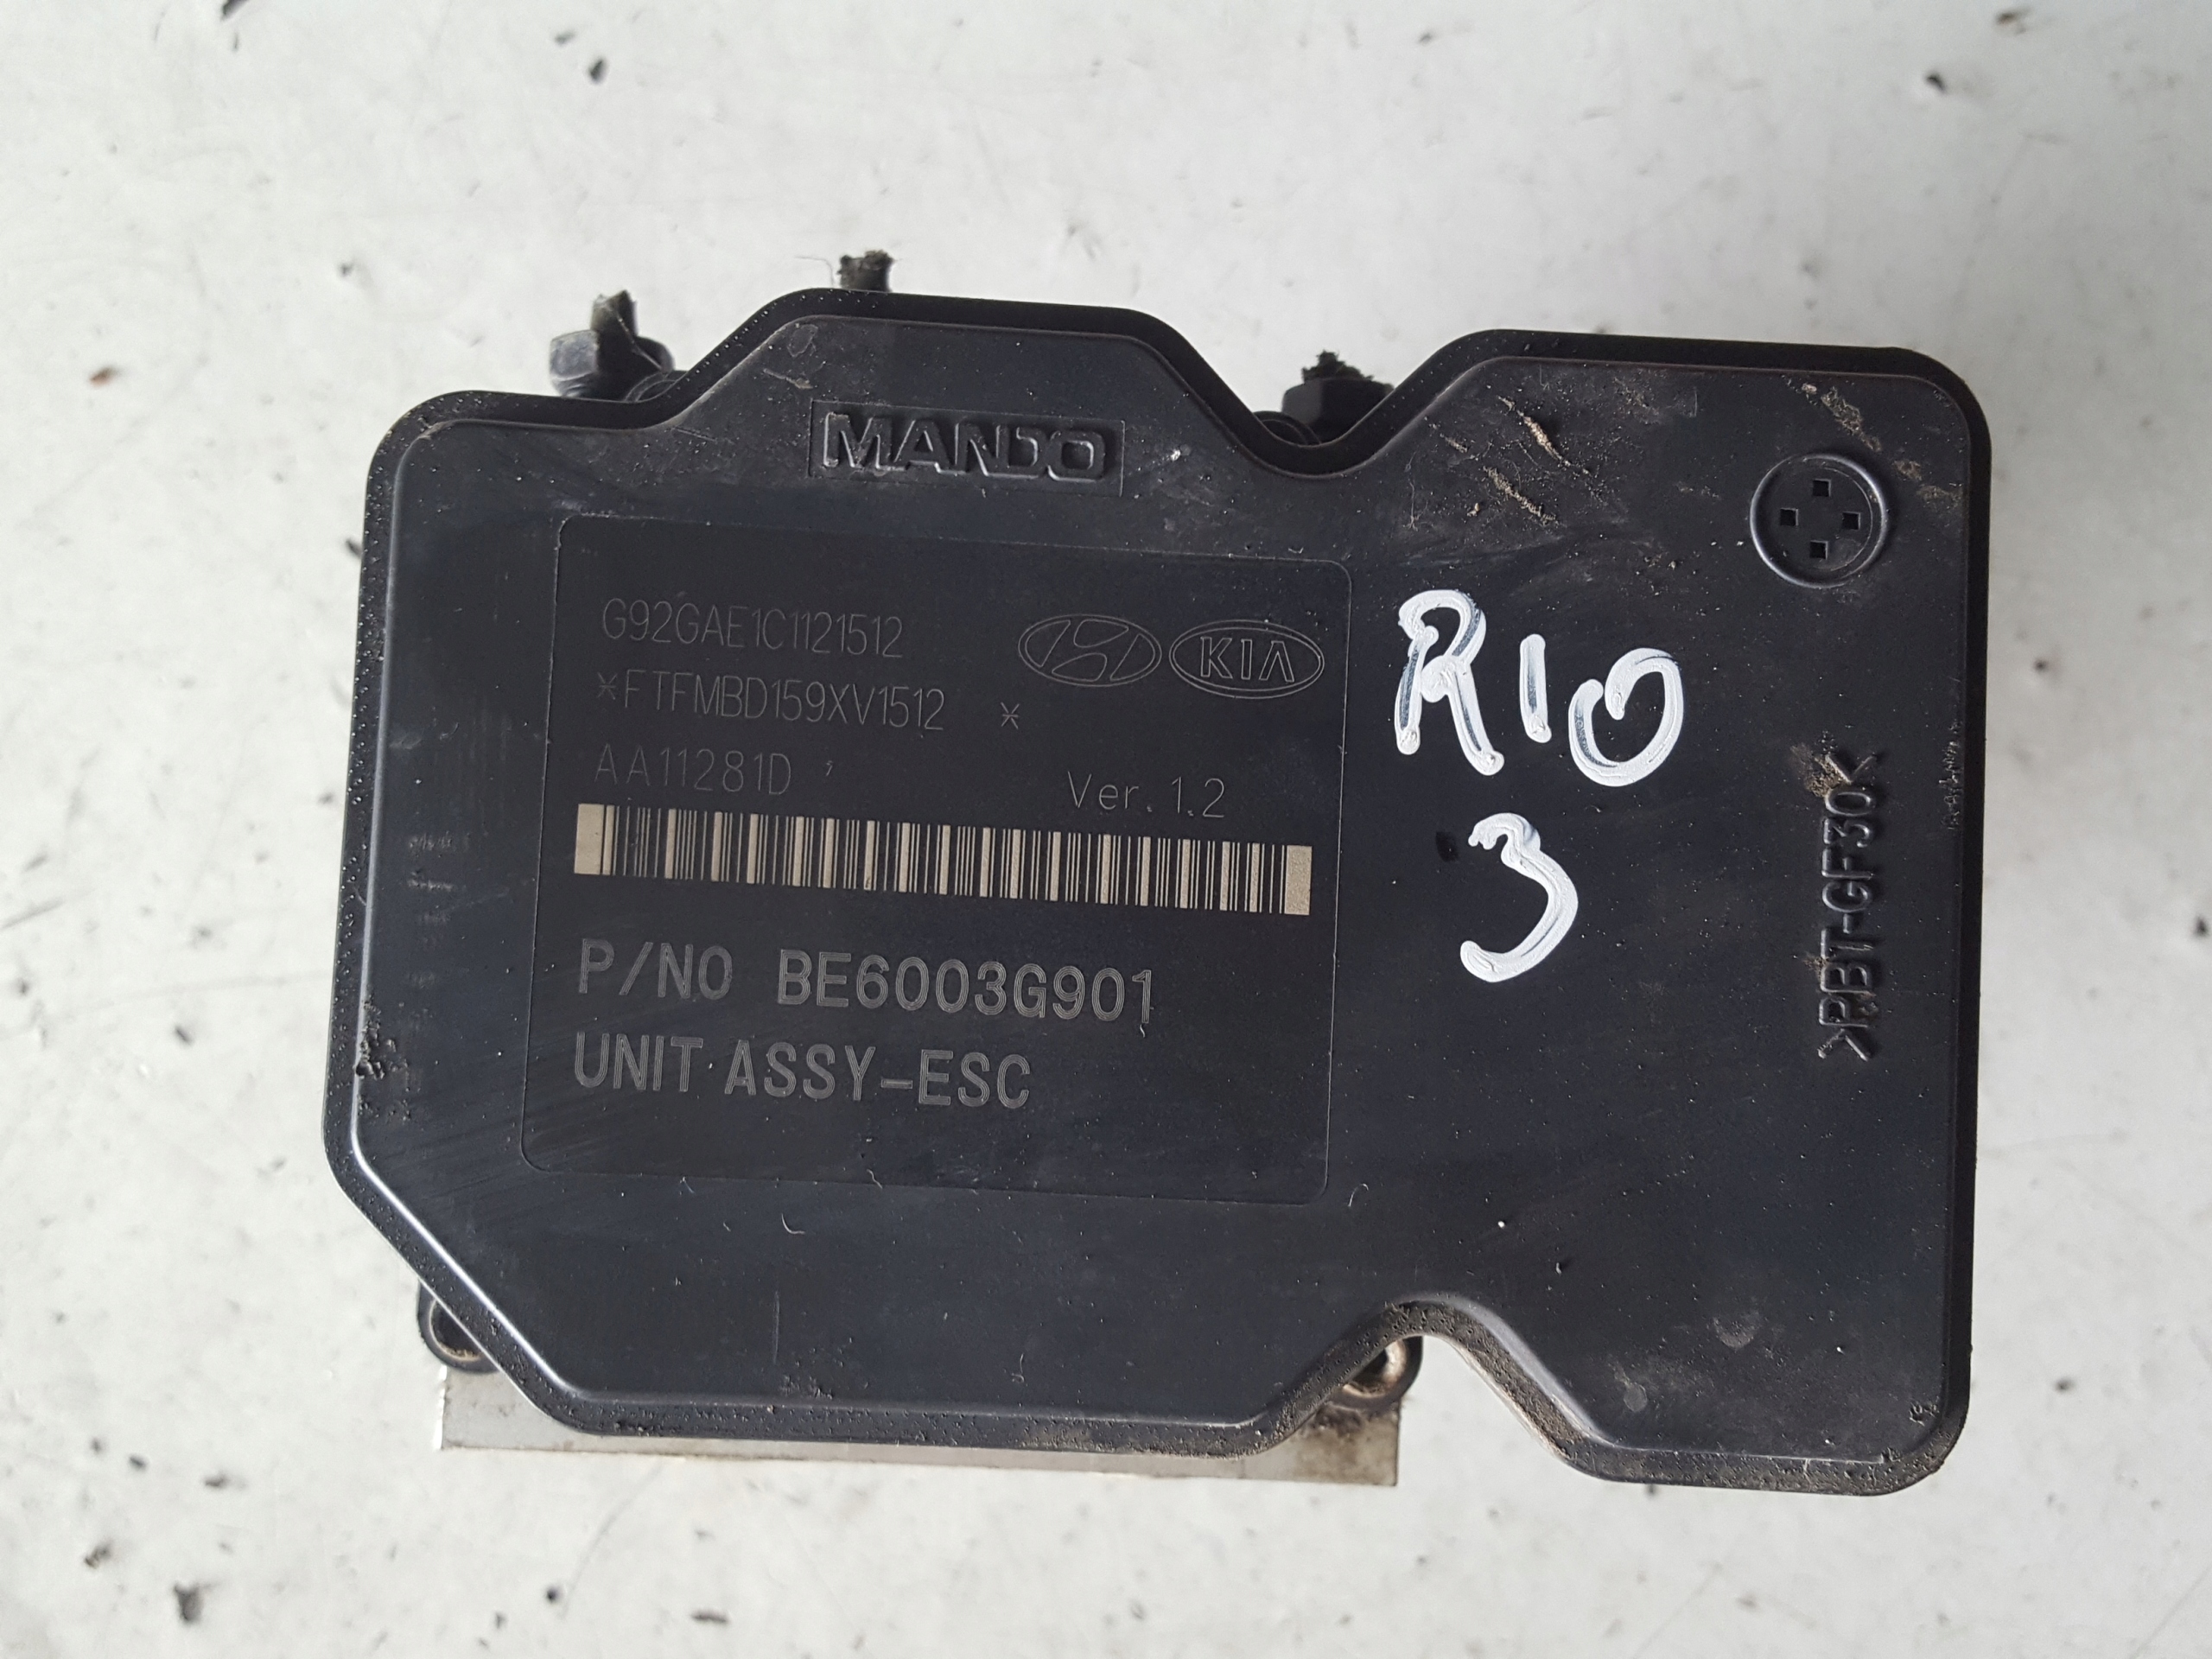 MANDO
G92GAE1C1121512
KIA
*FTFMBD159XV1512 *
AA11281D
Ver. 1.2
P/NO BE6003G901
UNIT ASSY-ESC
RIO
3
>PBT-GF30<